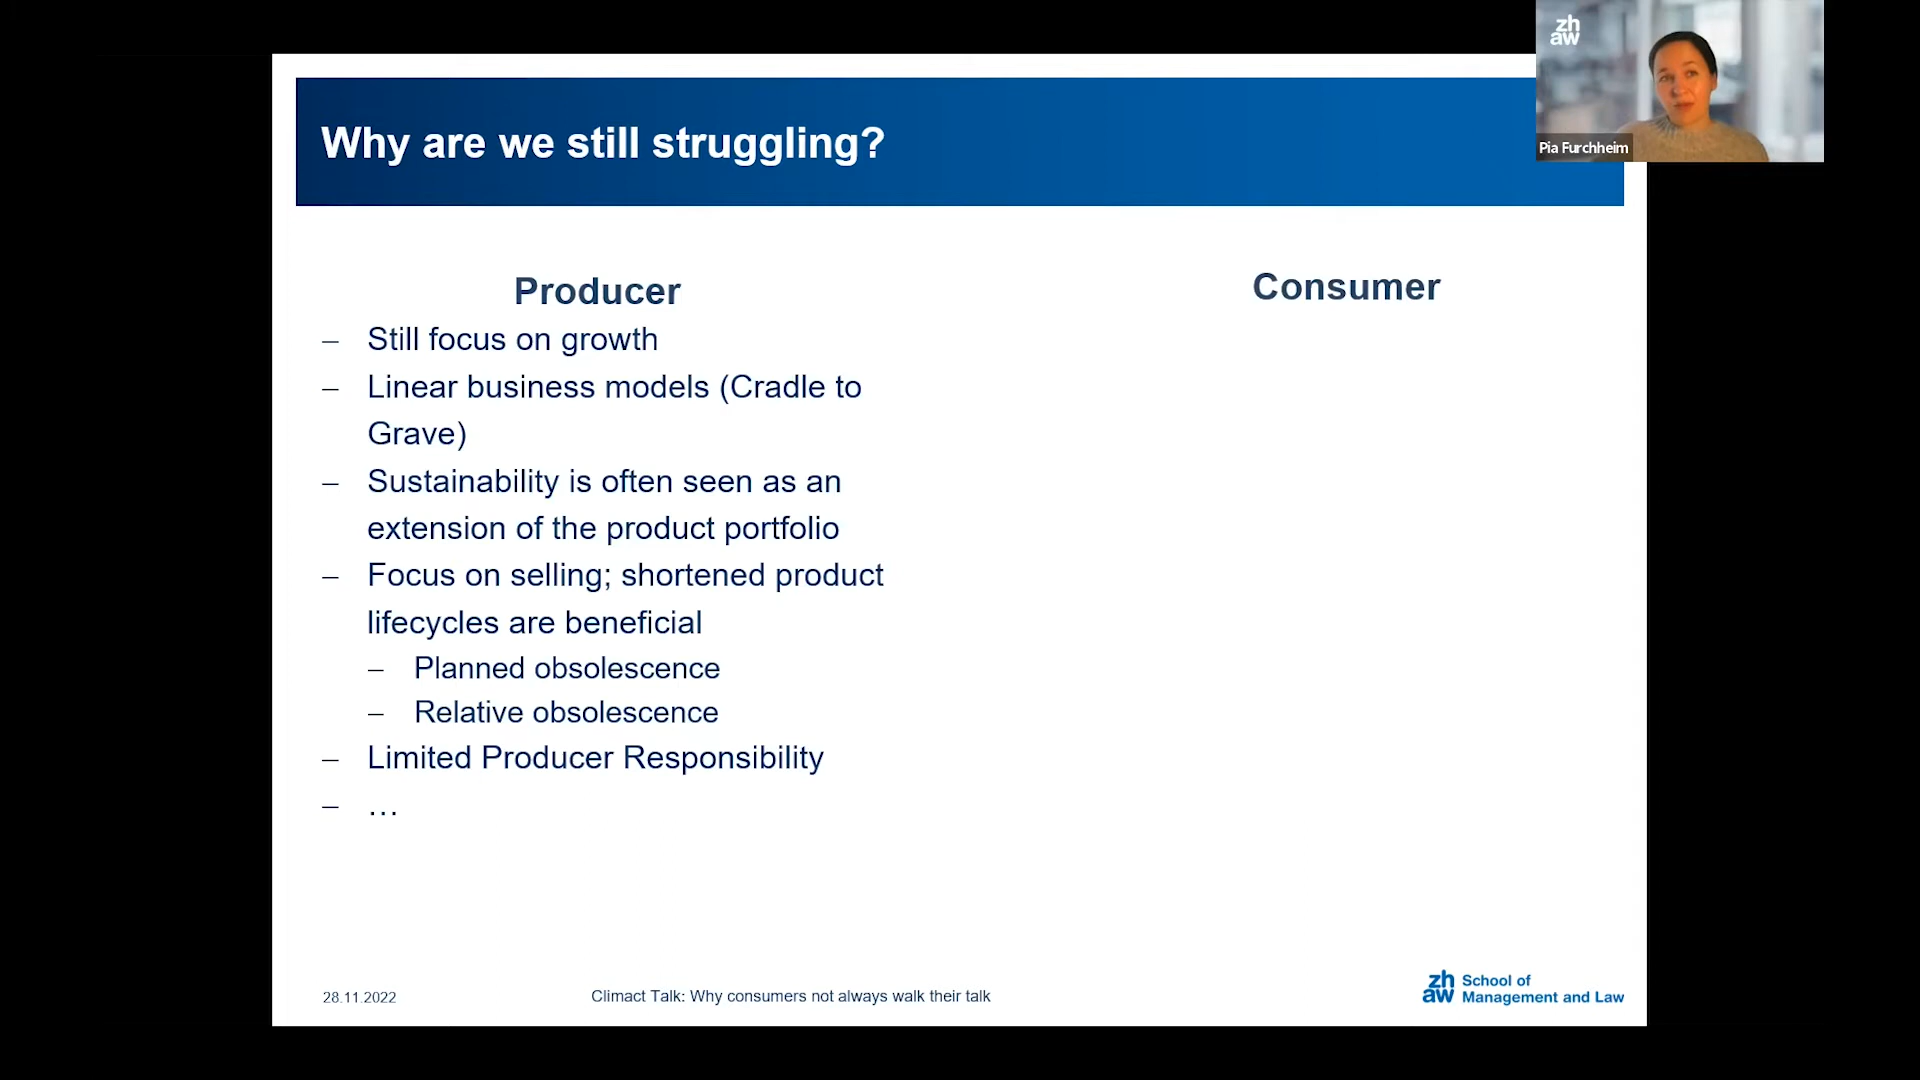 zh
aw
Pia Furchheim
Why are we still struggling?
Producer
– Still focus on growth
– Linear business models (Cradle to
Grave)
– Sustainability is often seen as an
extension of the product portfolio
– Focus on selling; shortened product
lifecycles are beneficial
– Planned obsolescence
– Relative obsolescence
– Limited Producer Responsibility
– …
Consumer
28.11.2022
Climact Talk: Why consumers not always walk their talk
zh
aw
School of
Management and Law